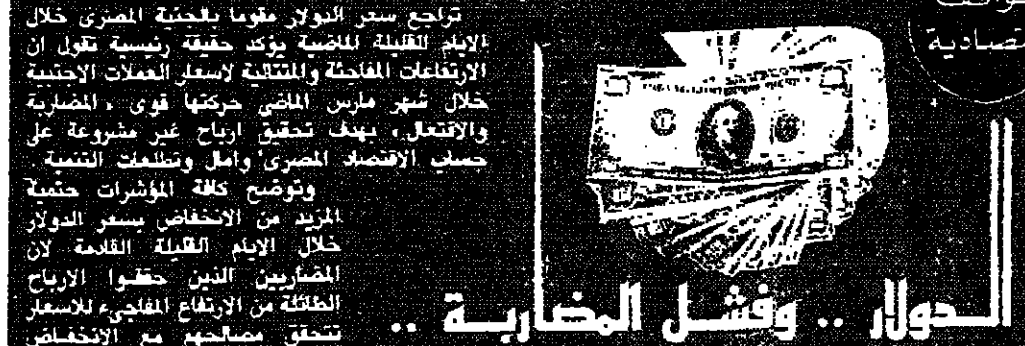 تصادية
الدولار .. وفشل المضاربة ..
تراجع سعر الدولار مقوما بالجنية المصرى خلال
الايام القليلة الماضية يؤكد حقيقة رئيسية تقول ان
الارتفاعات المفاجئة والمتتالية لاسعار العملات الاجنبية
خلال شهر مارس الماضى حركتها قوى ، المضاربة
والافتعال ، بهدف تحقيق ارباح غير مشروعة على
حساب الاقتصاد المصرى وامال وتطلعات التنمية
وتوضح كافة المؤشرات حتمية
المزيد من الانخفاض بسعر الدولار
خلال الايام القليلة القادمة لان
المضاربين الذين حققوا الارباح
الطائلة من الارتفاع المفاجىء للاسعار
تتحقق مصالحهم مع الانخفاض